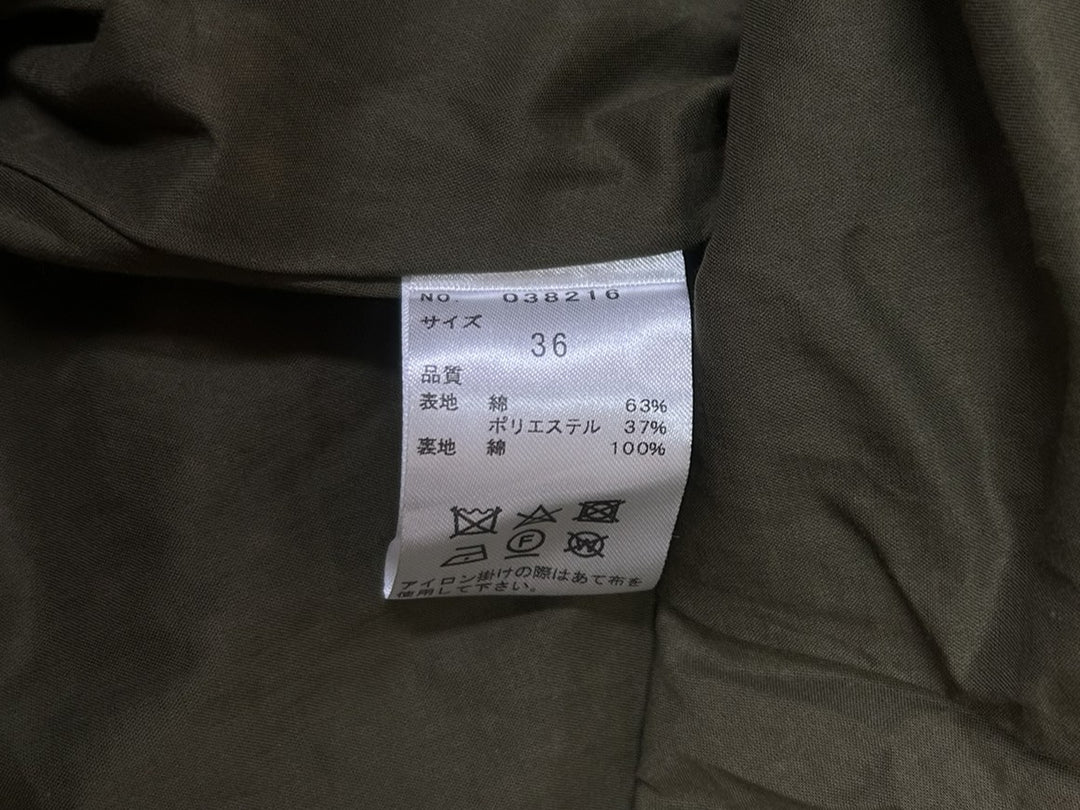 NO. 038216
サイズ
36
品質
表地 綿 63%
ポリエステル 37%
裏地 綿 100%
F
W
アイロン掛けの際はあて布を
使用して下さい。